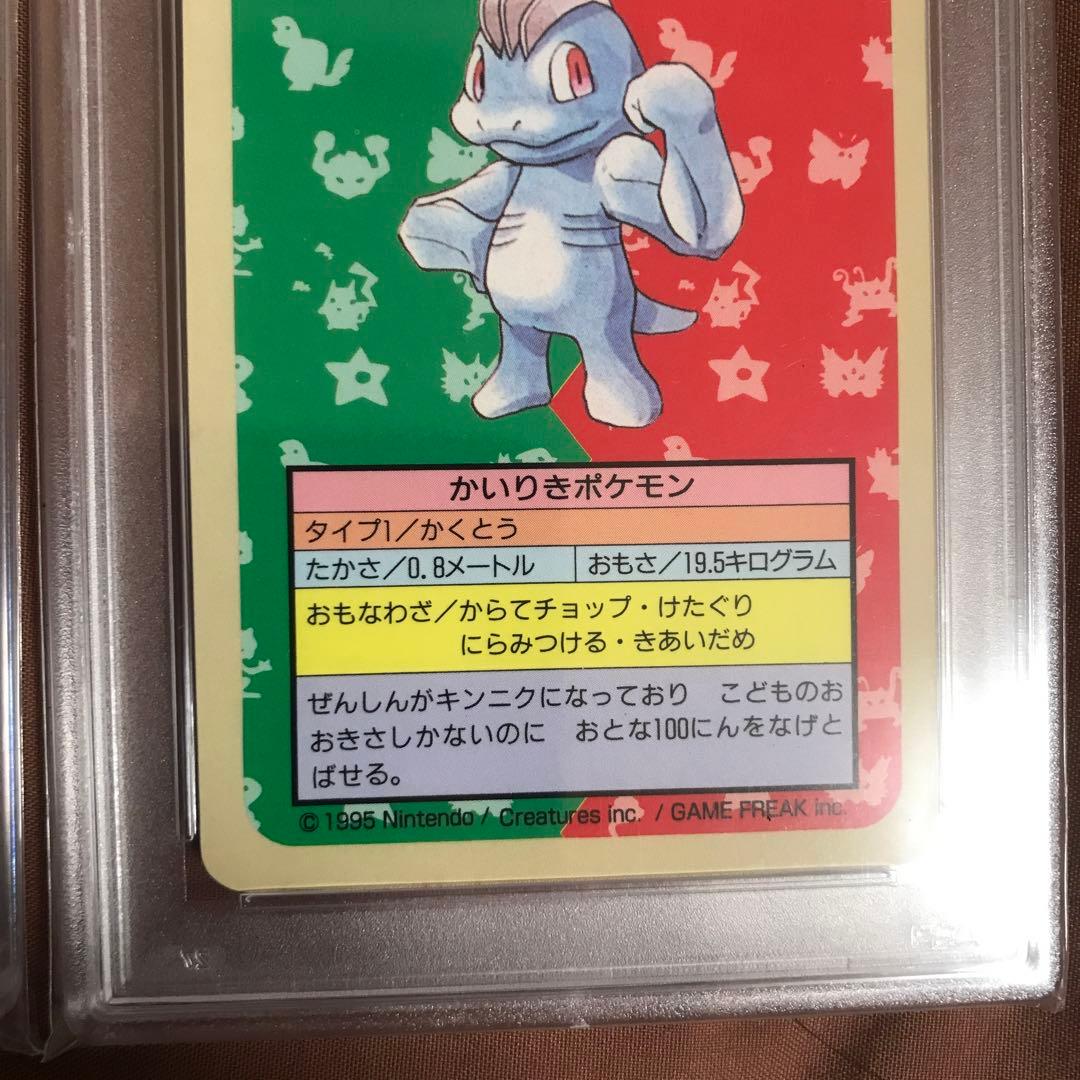 かいりきポケモン
タイプ1／かくとう
たかさ／0.8メートル おもさ／19.5キログラム
おもなわざ／からてチョップ・けたぐり
にらみつける・きあいだめ
ぜんしんがキンニクになっており こどものお
おきさしかないのに おとな100にんをなげと
ばせる。
© 1995 Nintendo / Creatures inc. / GAME FREAK inc.